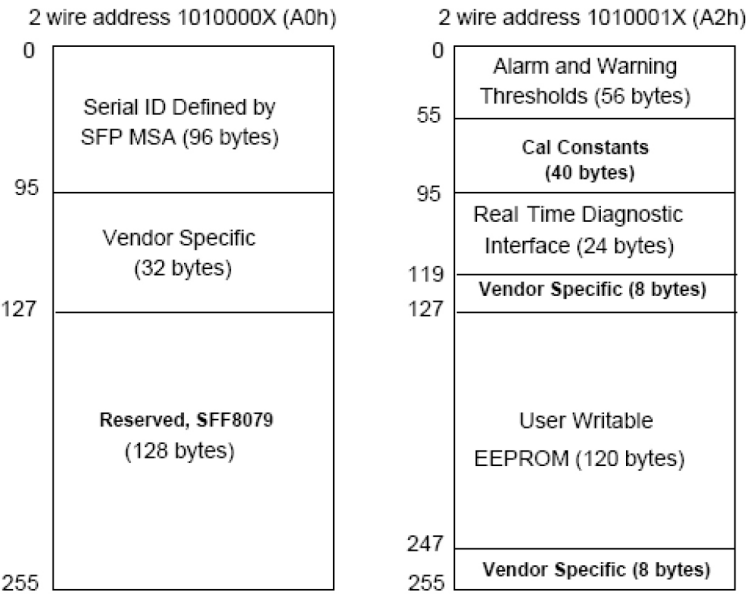 2 wire address 1010000X (A0h)
0
Serial ID Defined by
SFP MSA (96 bytes)
95
Vendor Specific
(32 bytes)
127
Reserved, SFF8079
(128 bytes)
255
2 wire address 1010001X (A2h)
0
Alarm and Warning
Thresholds (56 bytes)
55
Cal Constants
(40 bytes)
95
Real Time Diagnostic
Interface (24 bytes)
119
Vendor Specific (8 bytes)
127
User Writable
EEPROM (120 bytes)
247
Vendor Specific (8 bytes)
255